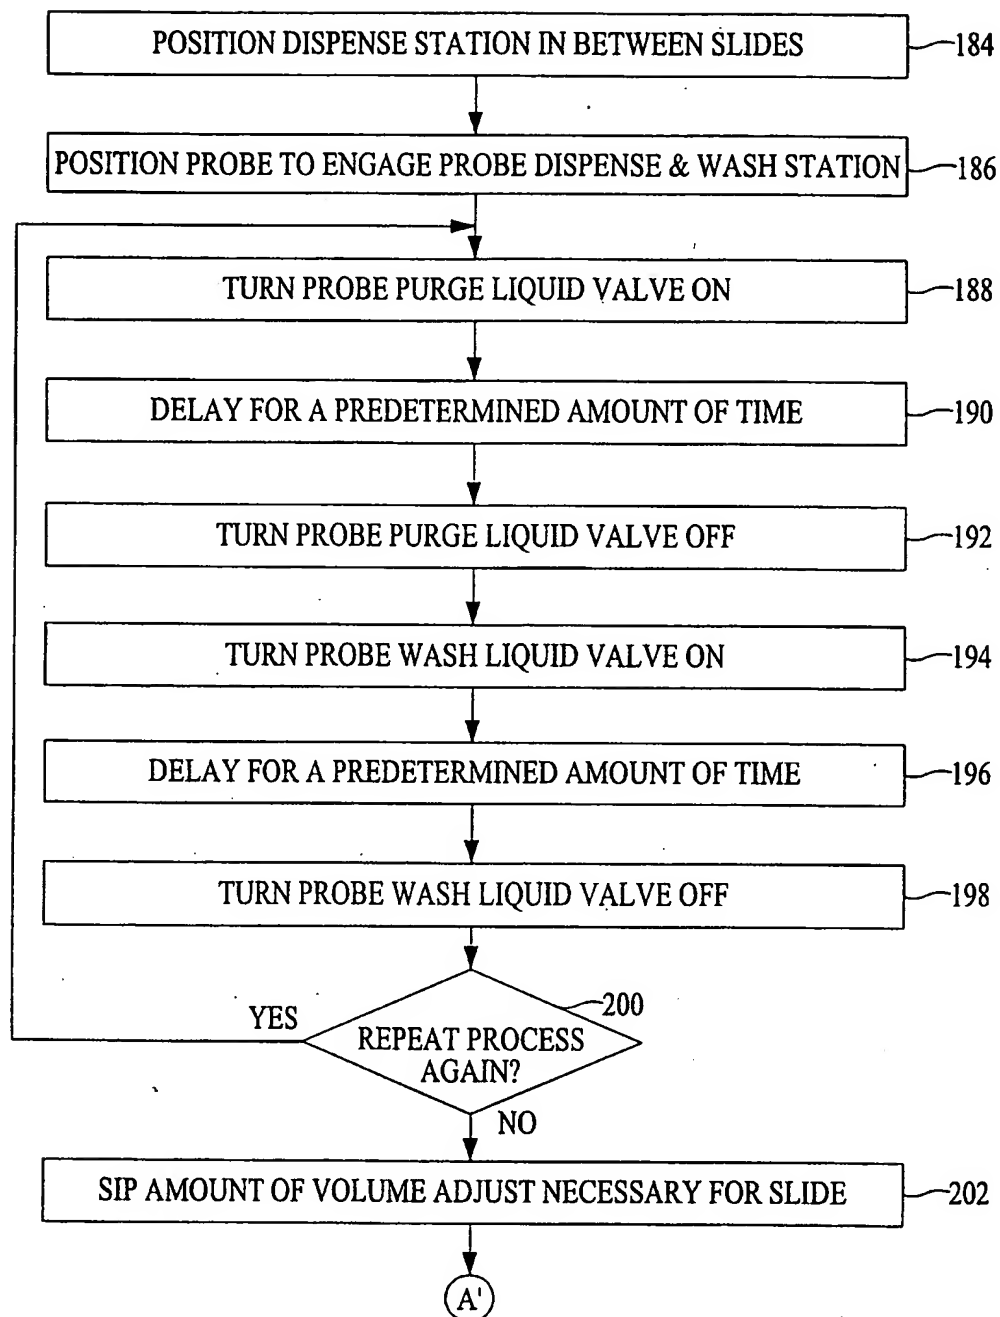 POSITION DISPENSE STATION IN BETWEEN SLIDES
184
POSITION PROBE TO ENGAGE PROBE DISPENSE & WASH STATION
186
TURN PROBE PURGE LIQUID VALVE ON
188
DELAY FOR A PREDETERMINED AMOUNT OF TIME
190
TURN PROBE PURGE LIQUID VALVE OFF
192
TURN PROBE WASH LIQUID VALVE ON
194
DELAY FOR A PREDETERMINED AMOUNT OF TIME
196
TURN PROBE WASH LIQUID VALVE OFF
198
200
YES
REPEAT PROCESS
AGAIN?
NO
SIP AMOUNT OF VOLUME ADJUST NECESSARY FOR SLIDE
202
A'